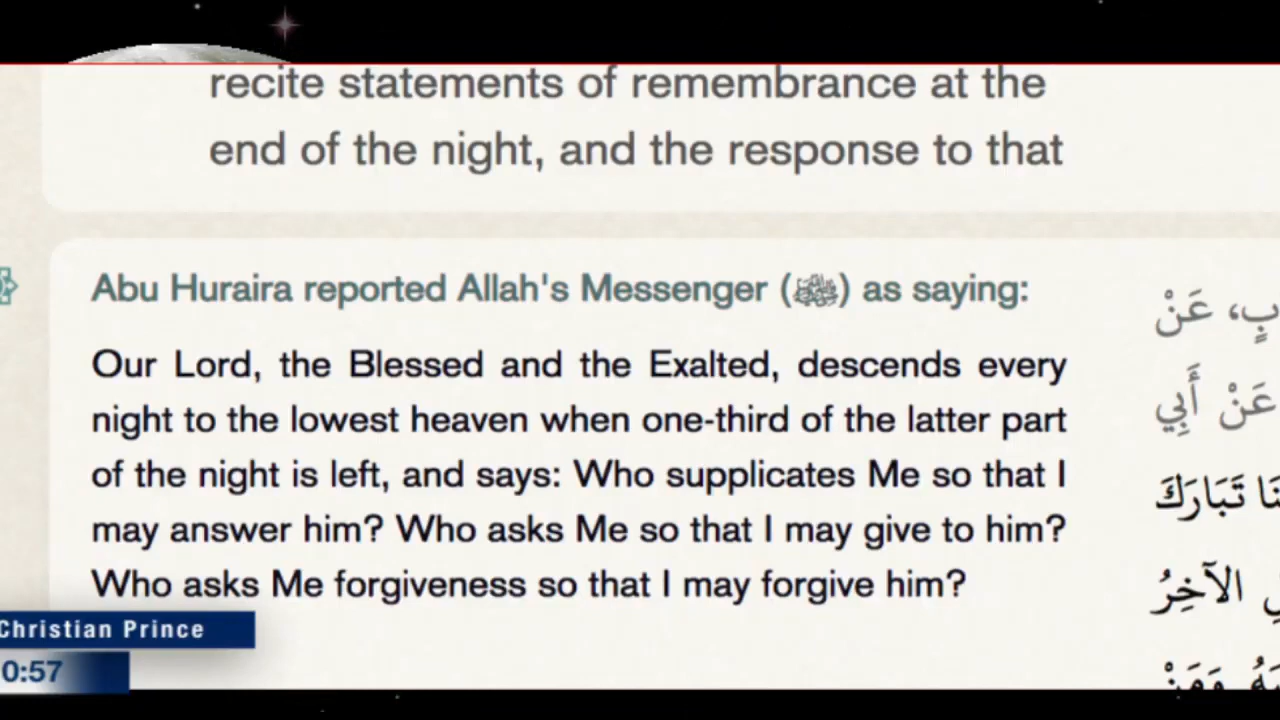 recite statements of remembrance at the
end of the night, and the response to that
Abu Huraira reported Allah's Messenger (ﷺ) as saying:
Our Lord, the Blessed and the Exalted, descends every
night to the lowest heaven when one-third of the latter part
of the night is left, and says: Who supplicates Me so that I
may answer him? Who asks Me so that I may give to him?
Who asks Me forgiveness so that I may forgive him?
عَنْ
عَنْ أَبِي
تَبَارَكَ
الآخِرُ
وَمَنْ
Christian Prince
0:57